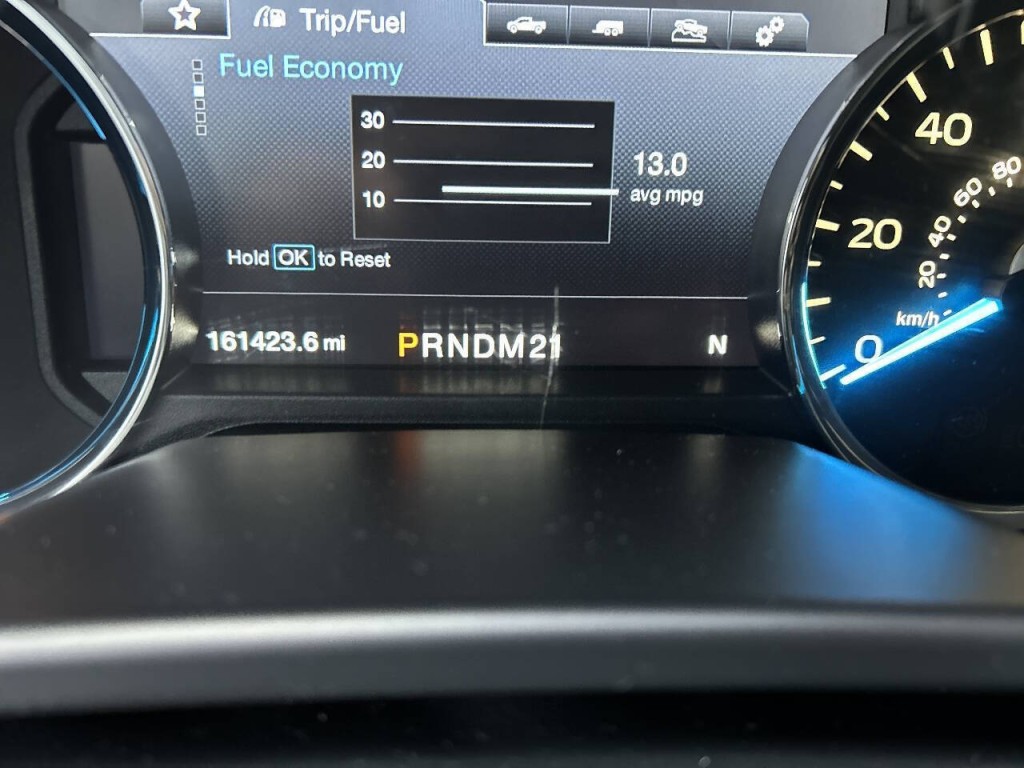 Trip/Fuel
Fuel Economy
30
20
10
13.0
avg mpg
Hold OK to Reset
161423.6 mi
PRNDM21
N
40
20
0
80
60
40
20
km/h